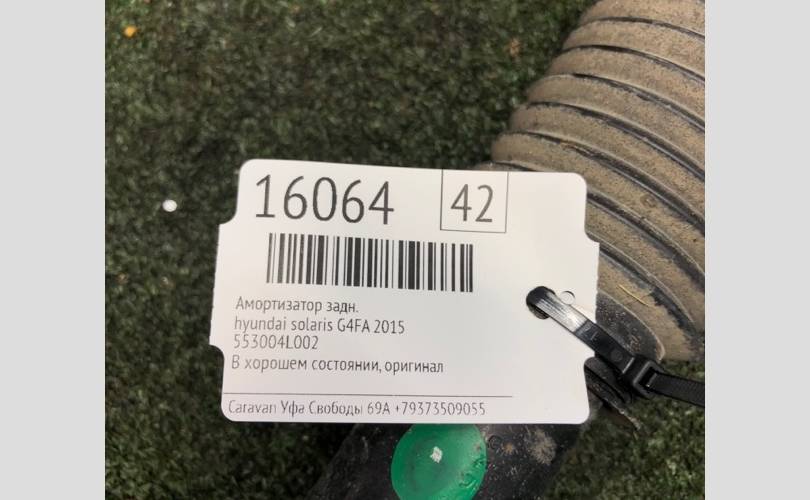 16064 42
Амортизатор задн.
hyundai solaris G4FA 2015
553004L002
В хорошем состоянии, оригинал
Caravan Уфа Свободы 69А +79373509055